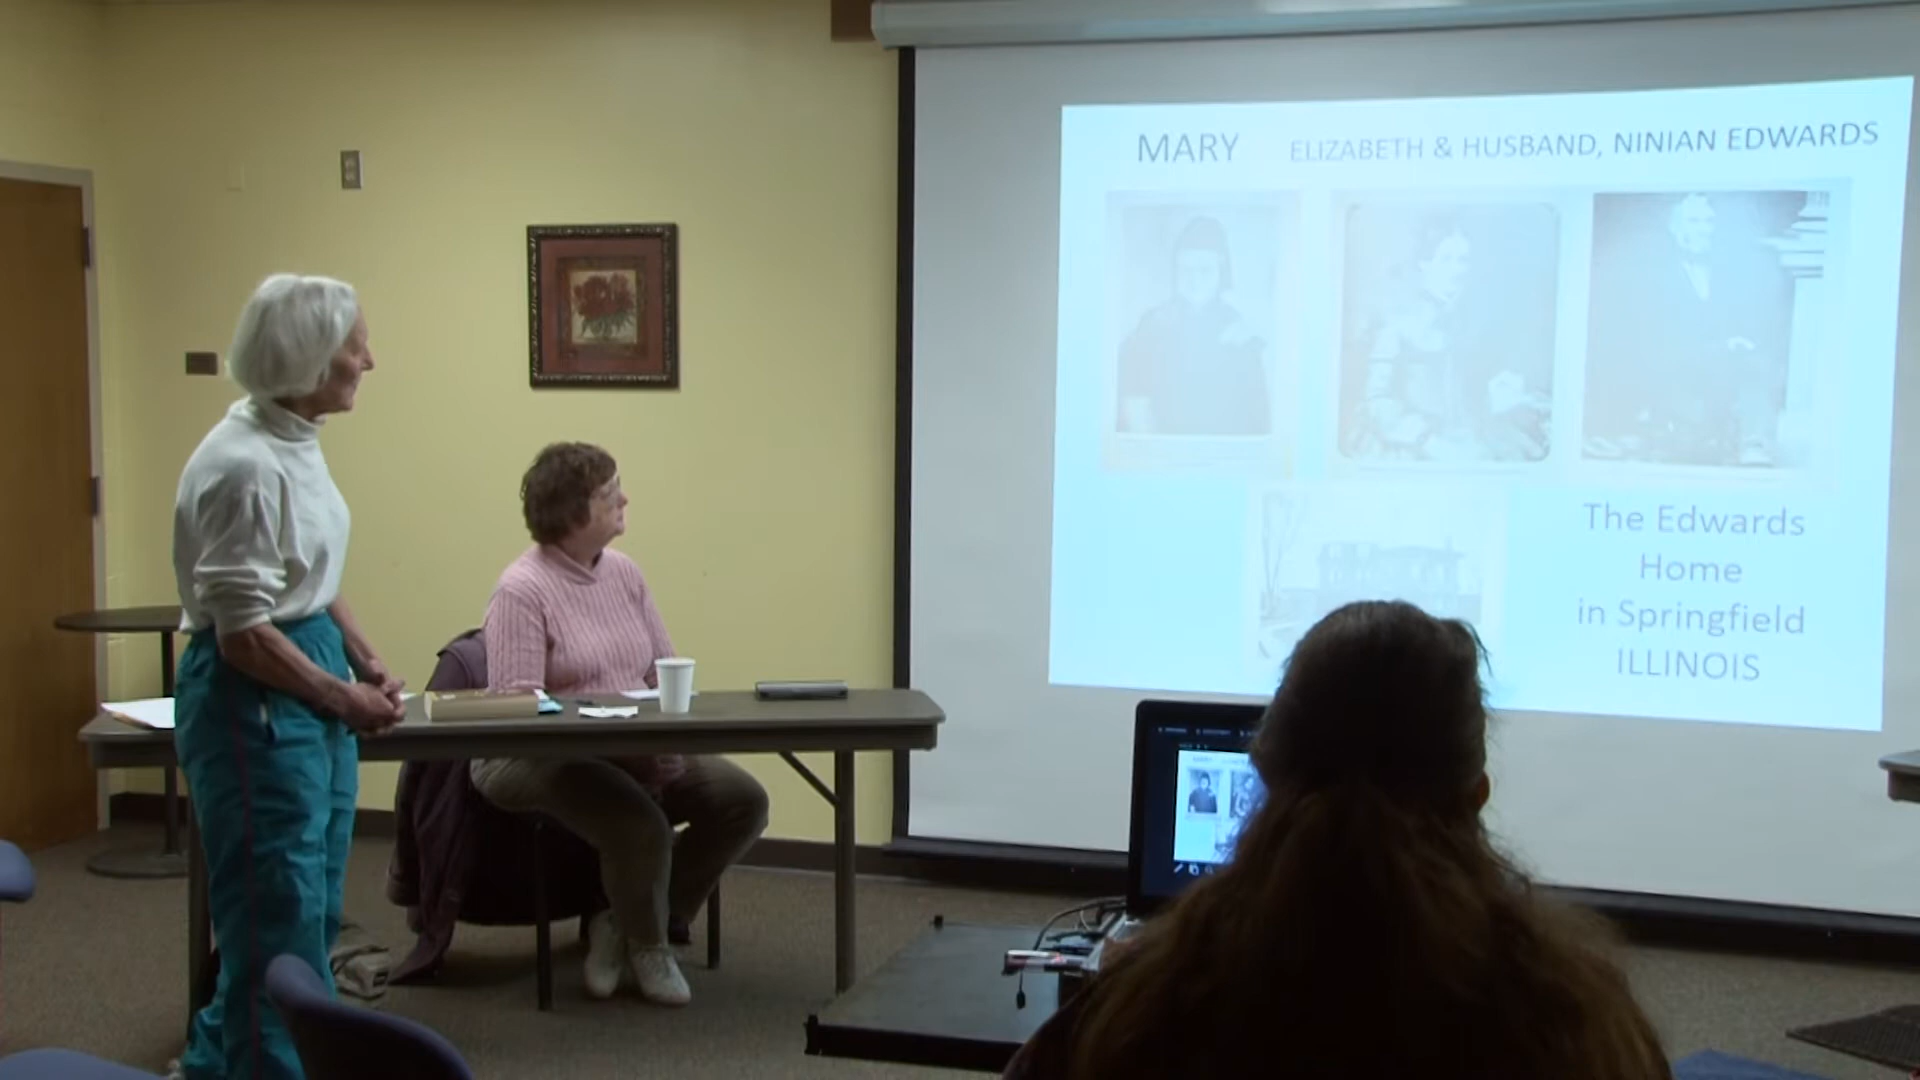 MARY
ELIZABETH & HUSBAND, NINIAN EDWARDS
The Edwards
Home
in Springfield
ILLINOIS